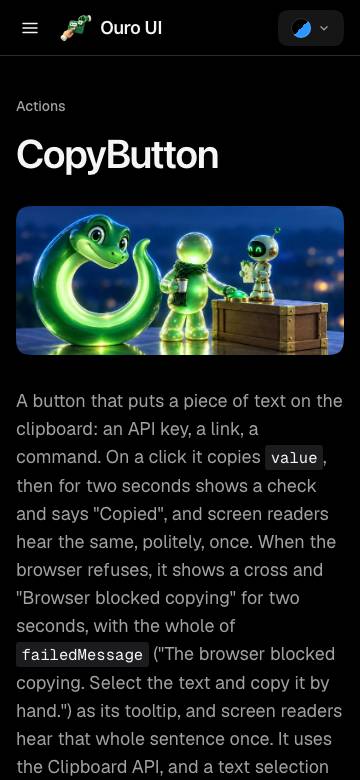 Ouro UI
Actions
CopyButton
A button that puts a piece of text on the
clipboard: an API key, a link, a
command. On a click it copies value,
then for two seconds shows a check
and says "Copied", and screen readers
hear the same, politely, once. When the
browser refuses, it shows a cross and
"Browser blocked copying" for two
seconds, with the whole of
failedMessage ("The browser blocked
copying. Select the text and copy it by
hand.") as its tooltip, and screen readers
hear that whole sentence once. It uses
the Clipboard API, and a text selection